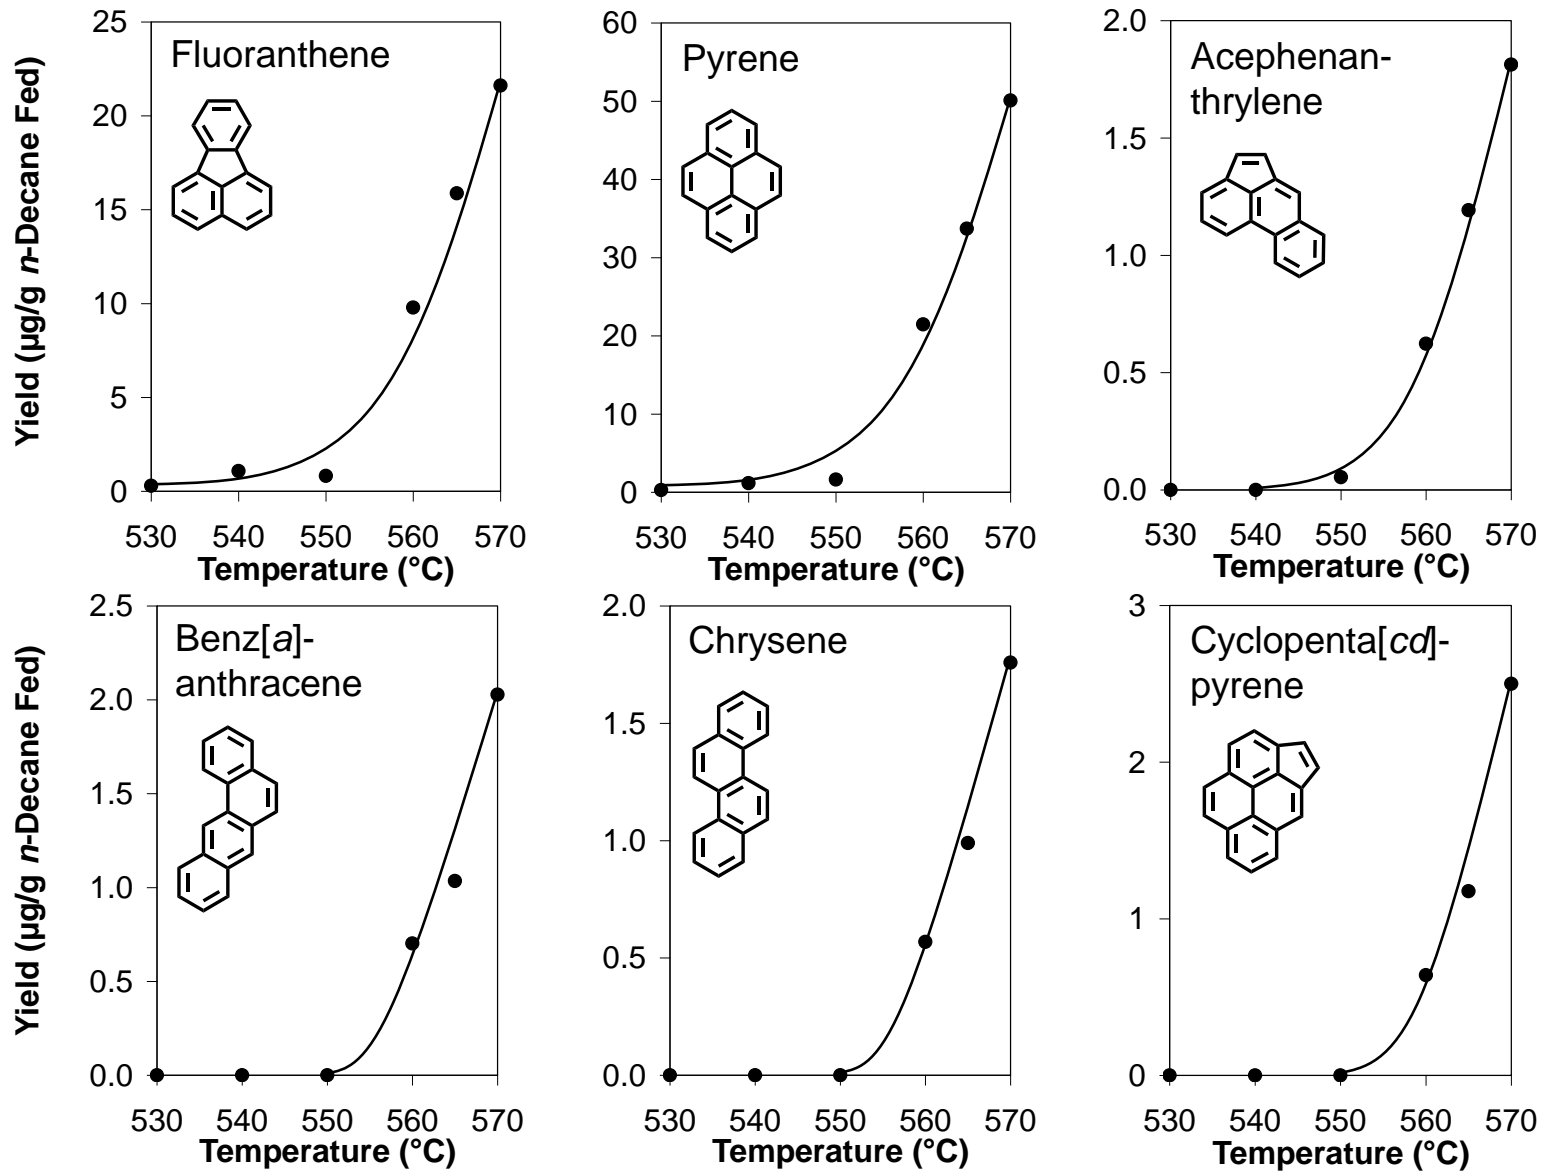 Yield (µg/g n-Decane Fed)
25
20
15
10
5
0
Fluoranthene
530 540 550 560 570
Temperature (°C)
60
50
40
30
20
10
0
Pyrene
530 540 550 560 570
Temperature (°C)
2.0
1.5
1.0
0.5
0.0
Acephenan-
thrylene
530 540 550 560 570
Temperature (°C)
Yield (µg/g n-Decane Fed)
2.5
2.0
1.5
1.0
0.5
0.0
Benz[a]-
anthracene
530 540 550 560 570
Temperature (°C)
2.0
1.5
1.0
0.5
0.0
Chrysene
530 540 550 560 570
Temperature (°C)
3
2
1
0
Cyclopenta[cd]-
pyrene
530 540 550 560 570
Temperature (°C)